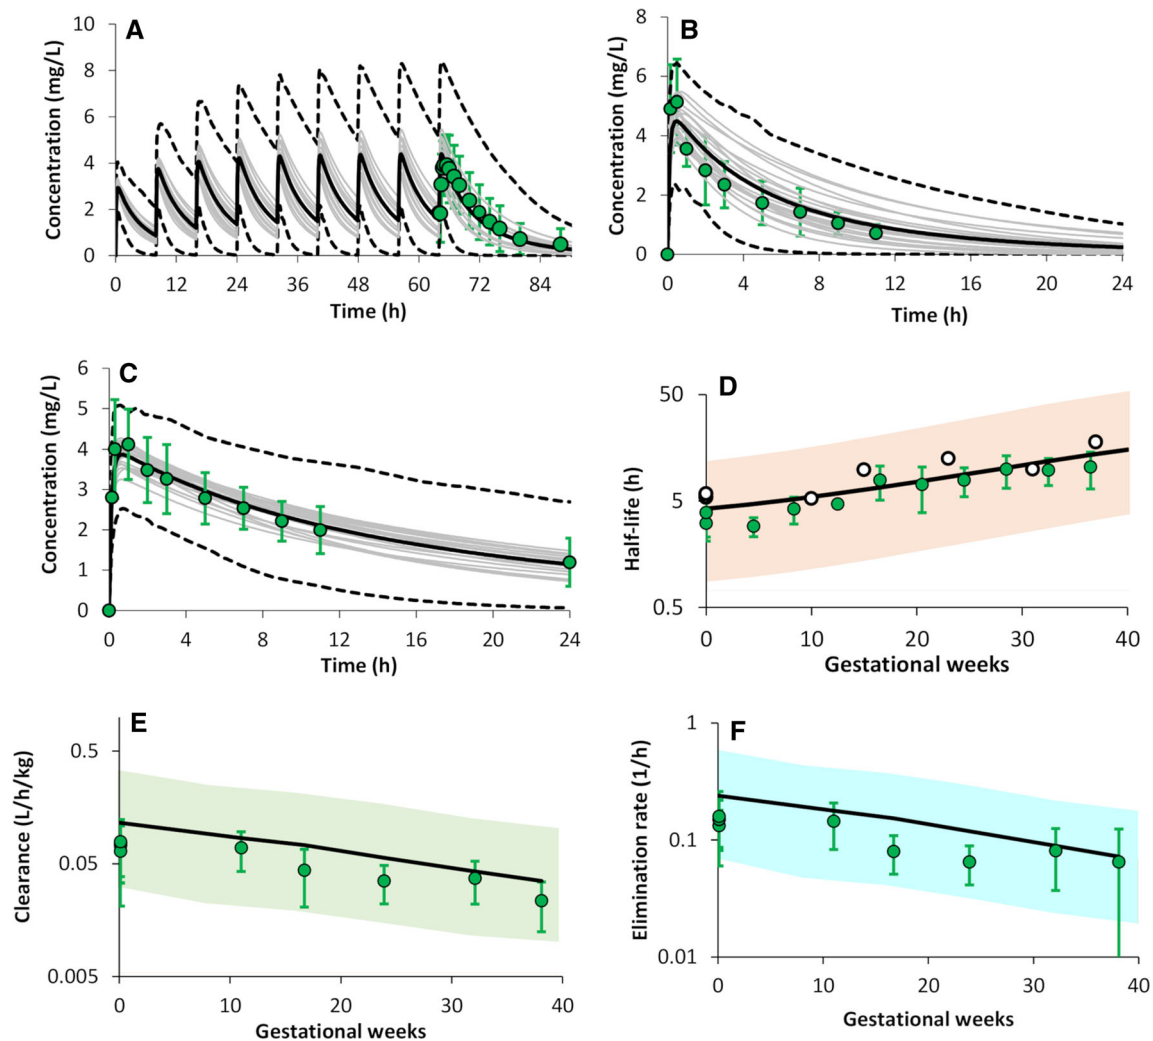 A
Concentration (mg/L)
10
8
6
4
2
0
0 12 24 36 48 60 72 84
Time (h)
B
Concentration (mg/L)
8
6
4
2
0
0 4 8 12 16 20 24
Time (h)
C
Concentration (mg/L)
6
5
4
3
2
1
0
0 4 8 12 16 20 24
Time (h)
D
Half-life (h)
50
5
0.5
0 10 20 30 40
Gestational weeks
E
Clearance (L/h/kg)
0.5
0.05
0.005
0 10 20 30 40
Gestational weeks
F
Elimination rate (1/h)
1
0.1
0.01
0 10 20 30 40
Gestational weeks